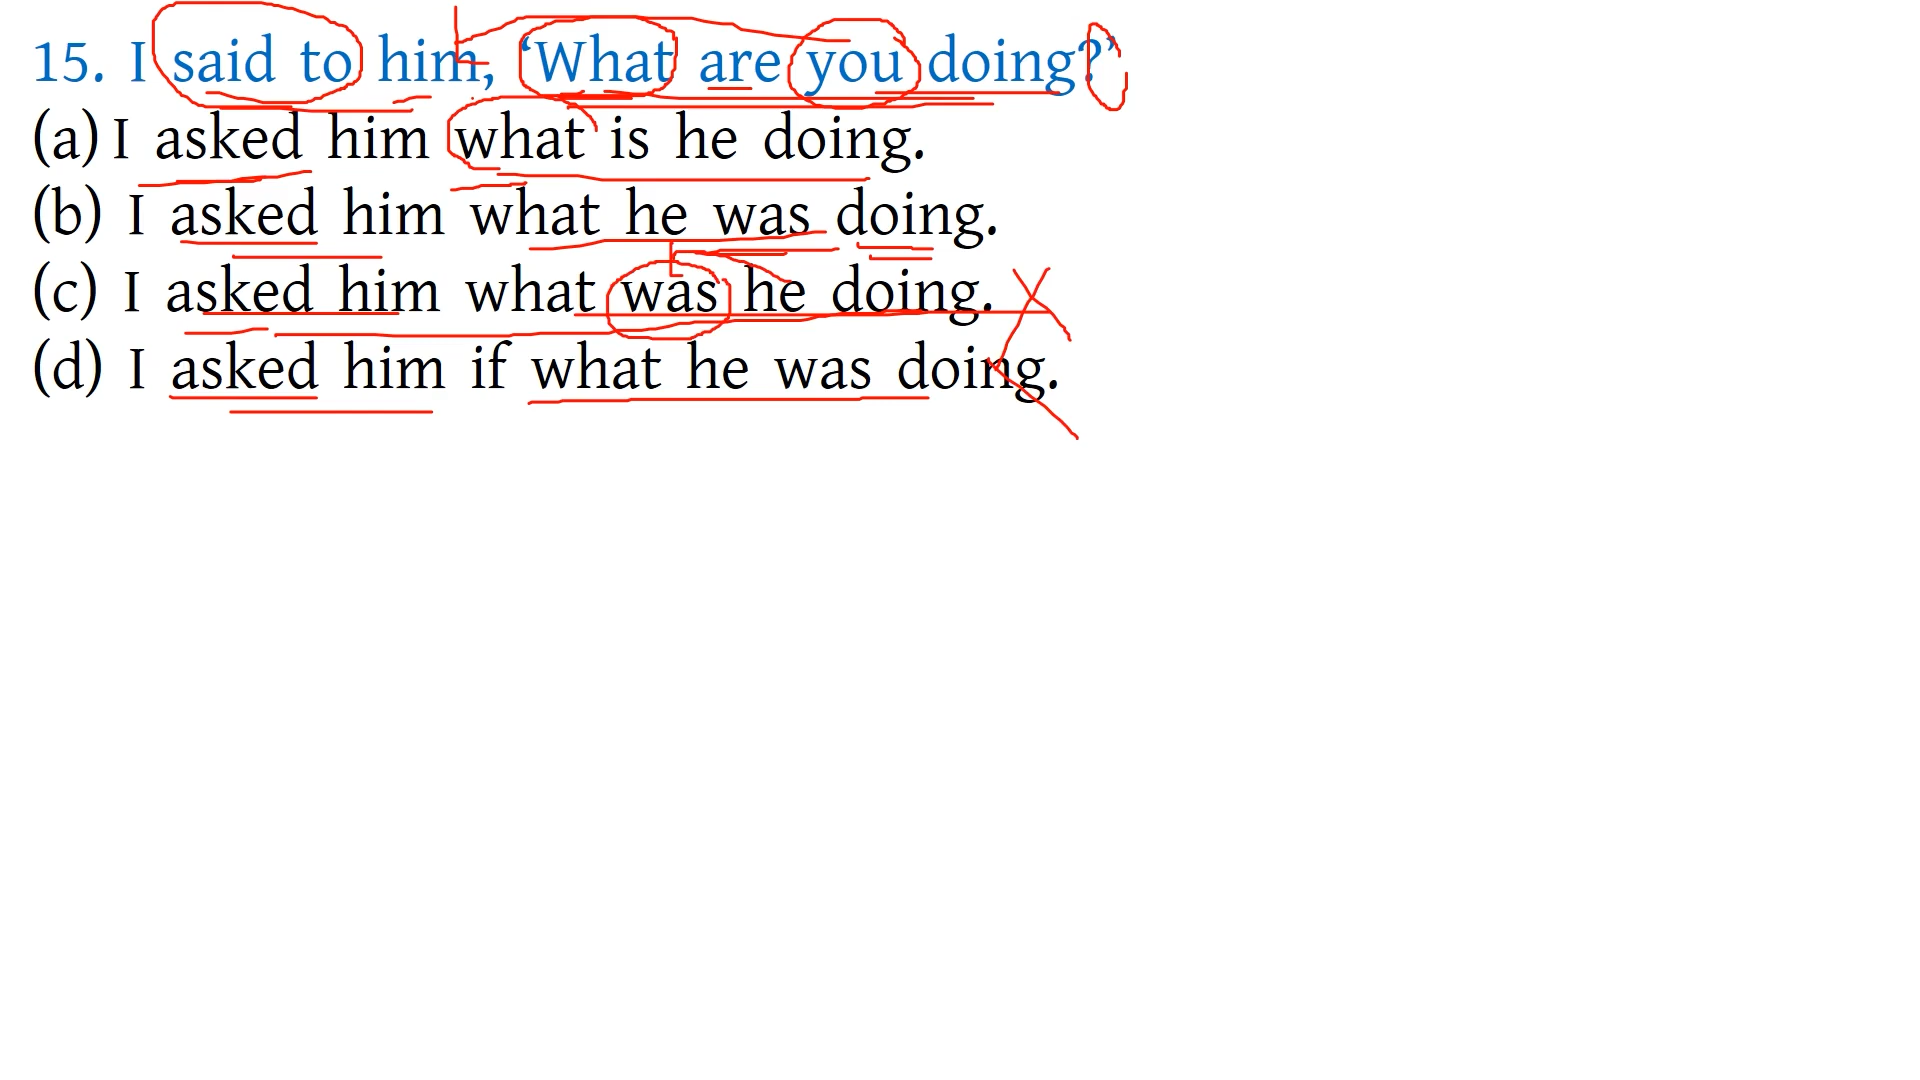 15. I said to him, ‘What are you doing?’
(a) I asked him what is he doing.
(b) I asked him what he was doing.
(c) I asked him what was he doing.
(d) I asked him if what he was doing.